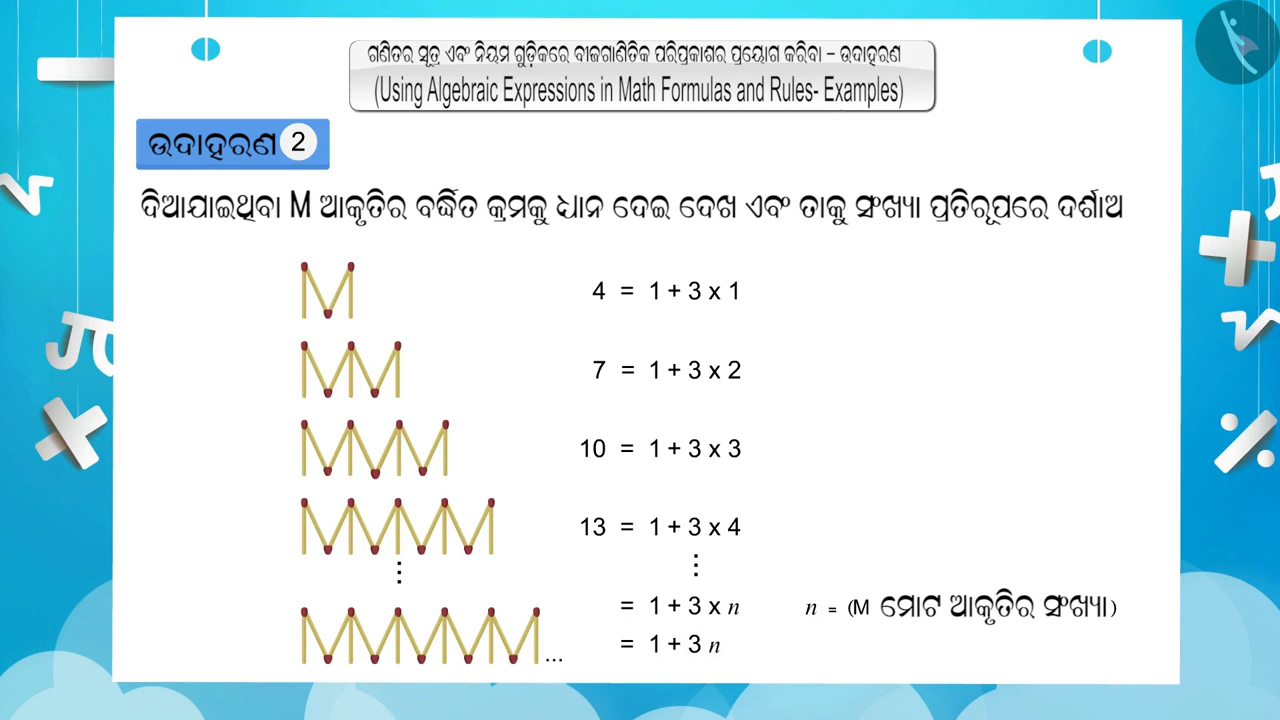 ଗଣିତର ସୂତ୍ର ଏବଂ ନିୟମ ଗୁଡ଼ିକରେ ବୀଜଗାଣିତିକ ପରିପ୍ରକାଶର ପ୍ରୟୋଗ କରିବା – ଉଦାହରଣ
(Using Algebraic Expressions in Math Formulas and Rules- Examples)
ଉଦାହରଣ 2
ଦିଆଯାଇଥିବା M ଆକୃତିର ବର୍ଦ୍ଧିତ କ୍ରମକୁ ଧ୍ୟାନ ଦେଇ ଦେଖ ଏବଂ ତାକୁ ସଂଖ୍ୟା ପ୍ରତିରୂପରେ ଦର୍ଶାଅ
4 = 1 + 3 x 1
7 = 1 + 3 x 2
10 = 1 + 3 x 3
13 = 1 + 3 x 4
⋮ ⋮
= 1 + 3 x n n = (M ମୋଟ ଆକୃତିର ସଂଖ୍ୟା)
... = 1 + 3 n